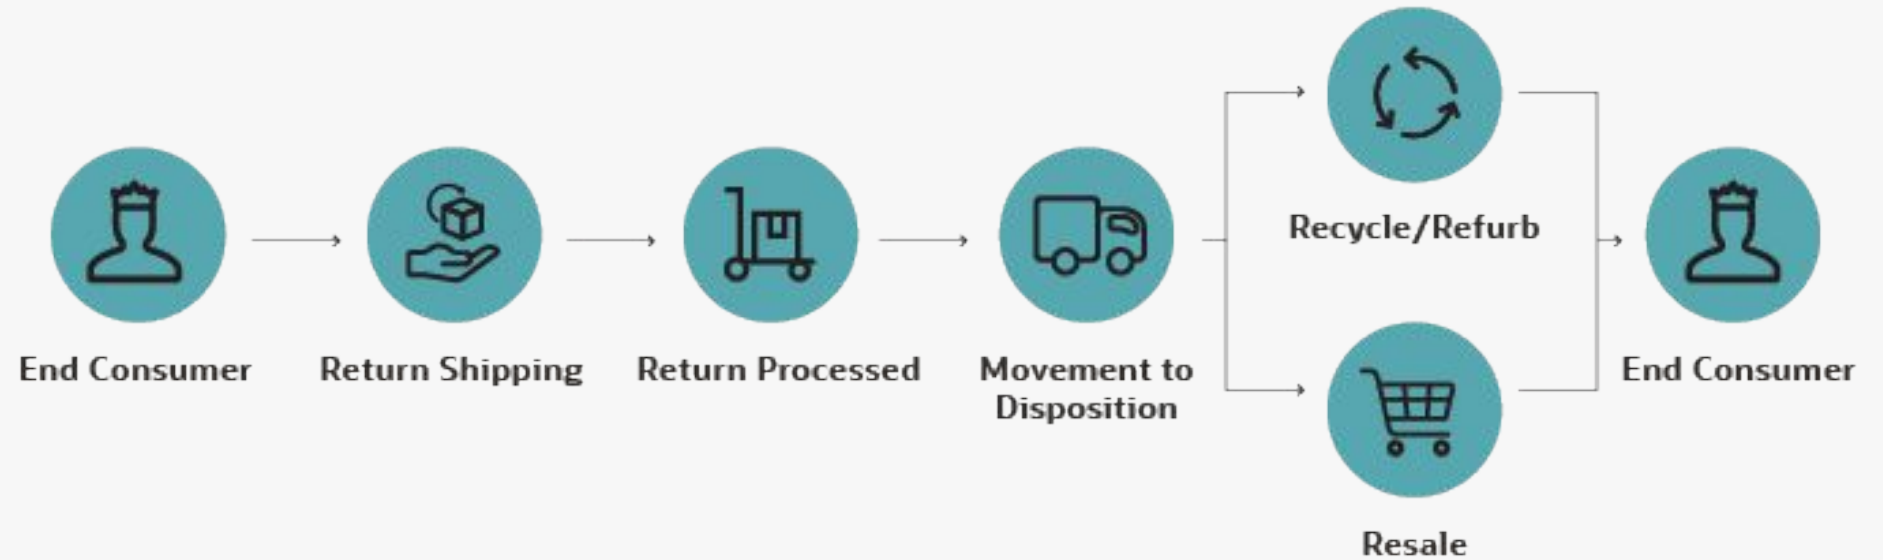 End Consumer
Return Shipping
Return Processed
Movement to
Disposition
Recycle/Refurb
Resale
End Consumer